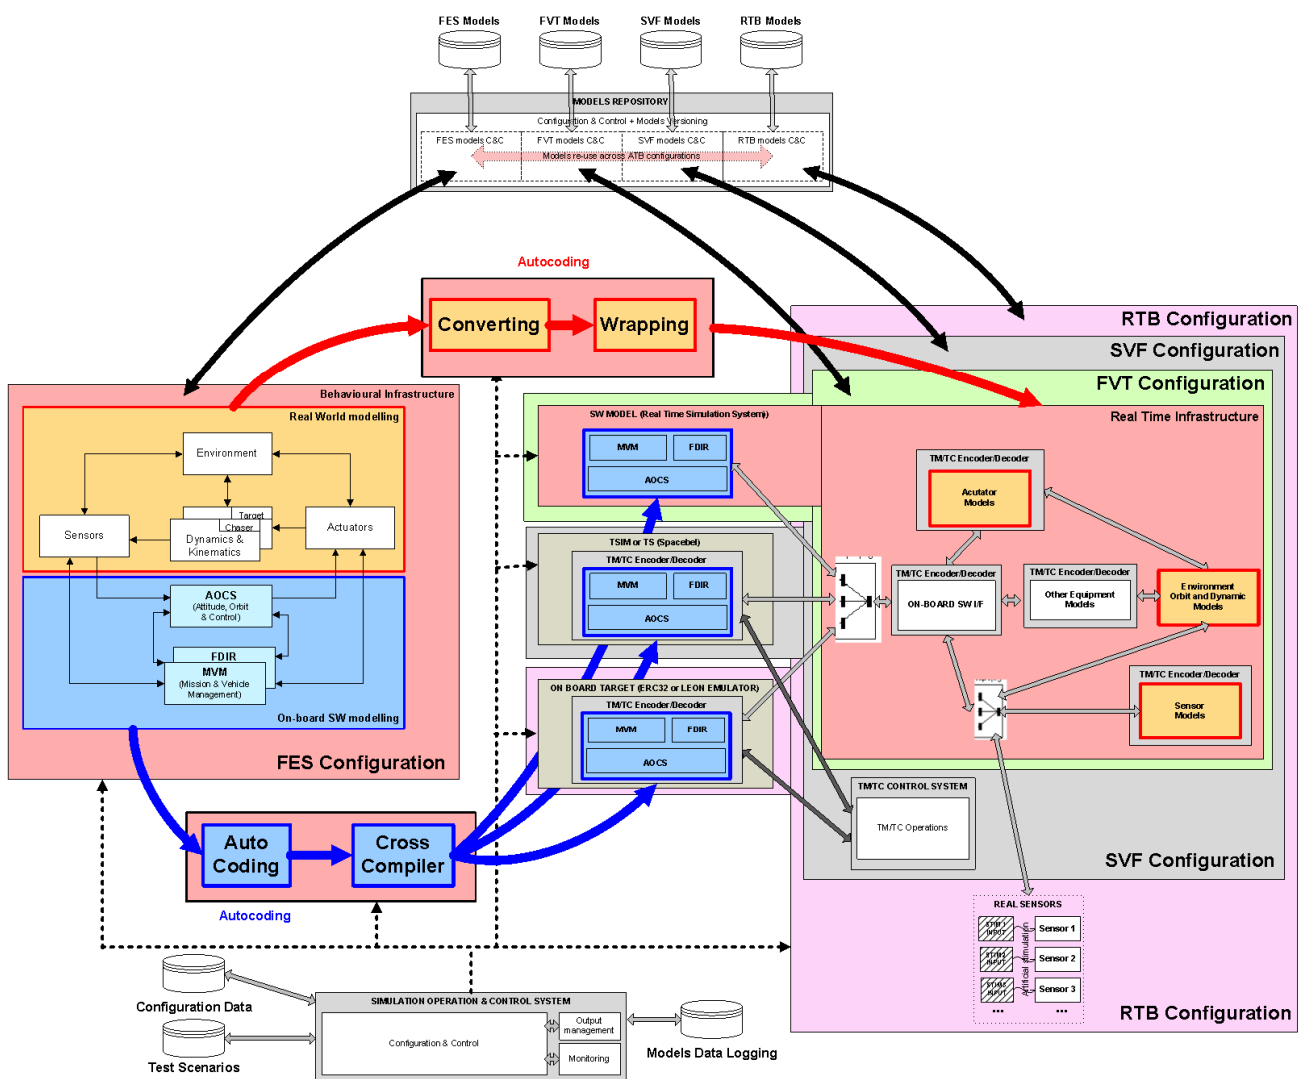 FES Models
FVT Models
SVF Models
RTB Models
MODELS REPOSITORY
Configuration & Control + Models Versioning
FES models C&C
FVT models C&C
SVF models C&C
RTB models C&C
Models re-use across ATB configurations
Autocoding
Converting
Wrapping
RTB Configuration
SVF Configuration
FVT Configuration
Real Time Infrastructure
Behavioural Infrastructure
Real World modelling
Environment
Target
Chaser
Sensors
Dynamics &
Kinematics
Actuators
AOCS
(Attitude, Orbit
& Control)
FDIR
MVM
(Mission & Vehicle
Management)
On-board SW modelling
FES Configuration
SW MODEL (Real Time Simulation System)
MVM
FDIR
AOCS
TSIM or TS (Spacebel)
TM/TC Encoder/Decoder
MVM
FDIR
AOCS
ON BOARD TARGET (ERC32 or LEON EMULATOR)
TM/TC Encoder/Decoder
MVM
FDIR
AOCS
TM/TC Encoder/Decoder
Acutator
Models
TM/TC Encoder/Decoder
ON-BOARD SW I/F
TM/TC Encoder/Decoder
Other Equipment
Models
Environment
Orbit and Dynamic
Models
TM/TC Encoder/Decoder
Sensor
Models
TM/TC CONTROL SYSTEM
TM/TC Operations
SVF Configuration
Auto
Coding
Cross
Compiler
Autocoding
REAL SENSORS
STIM1
INPUT
Sensor 1
STIM2
INPUT
Sensor 2
STIM3
INPUT
Sensor 3
...
...
Artificial stimulation
RTB Configuration
Configuration Data
Test Scenarios
SIMULATION OPERATION & CONTROL SYSTEM
Configuration & Control
Output
management
Monitoring
Models Data Logging